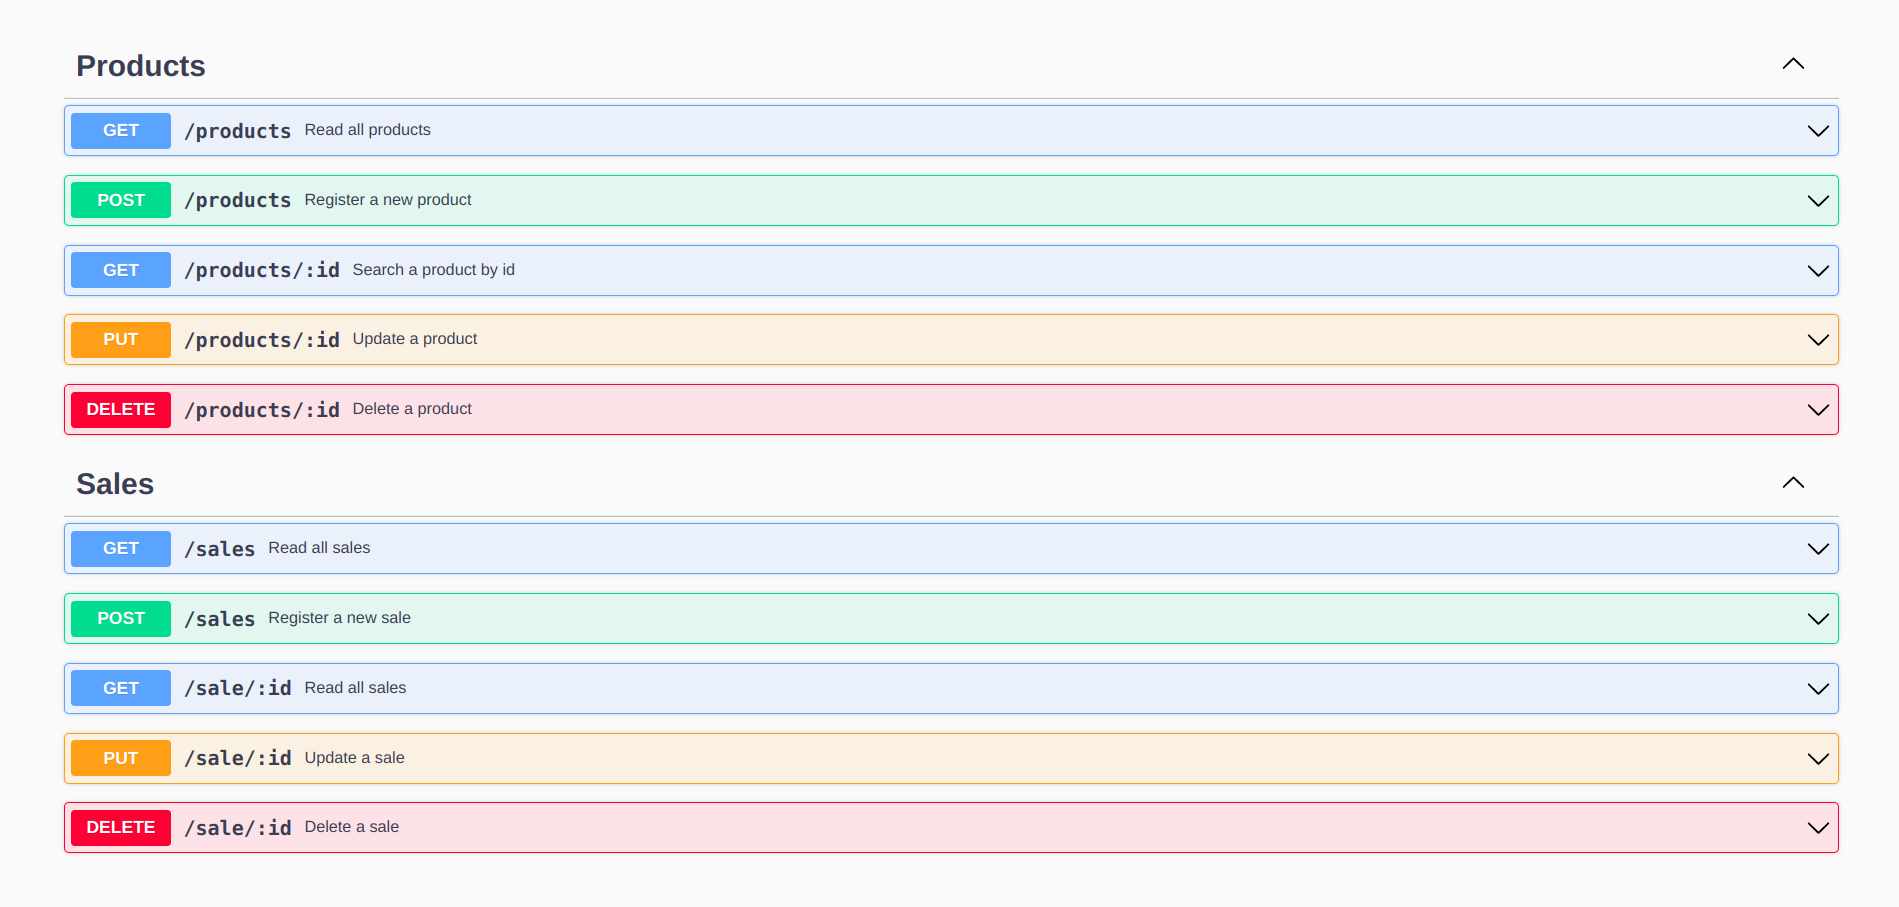 Products
GET /products Read all products
POST /products Register a new product
GET /products/:id Search a product by id
PUT /products/:id Update a product
DELETE /products/:id Delete a product
Sales
GET /sales Read all sales
POST /sales Register a new sale
GET /sale/:id Read all sales
PUT /sale/:id Update a sale
DELETE /sale/:id Delete a sale